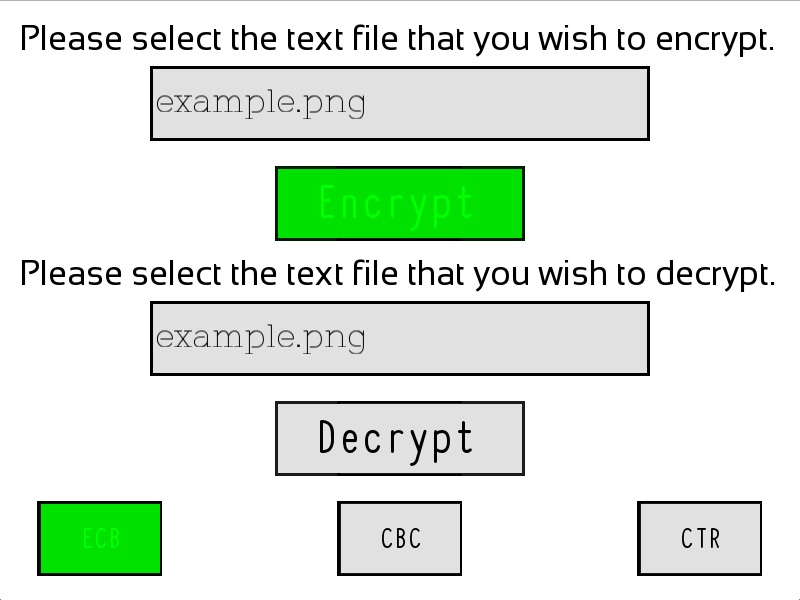 Please select the text file that you wish to encrypt.
example.png
Encrypt
Please select the text file that you wish to decrypt.
example.png
Decrypt
ECB CBC CTR